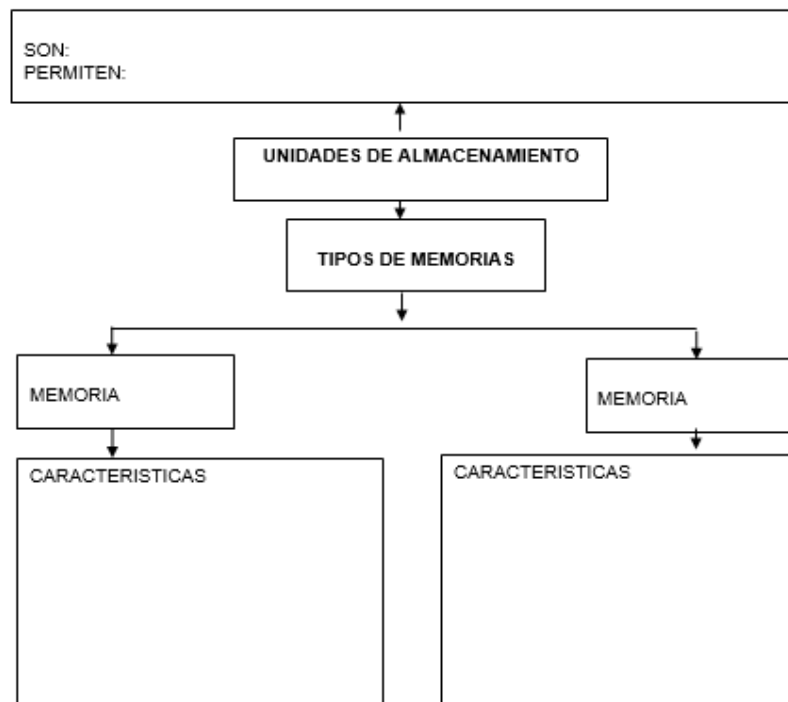 SON:
PERMITEN:
UNIDADES DE ALMACENAMIENTO
TIPOS DE MEMORIAS
MEMORIA
MEMORIA
CARACTERISTICAS
CARACTERISTICAS